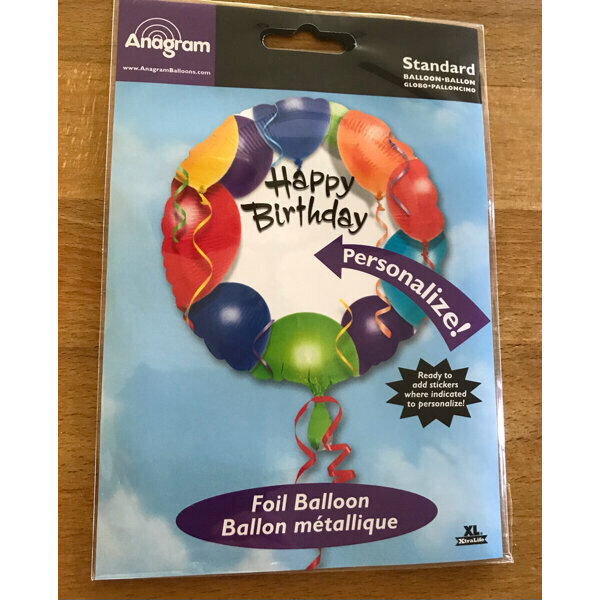 Anagram
www.AnagramBalloons.com
Standard
BALLOON•BALLON
GLOBO•PALLONCINO
Happy
Birthday
Personalize!
Ready to
add stickers
where indicated
to personalize!
Foil Balloon
Ballon métallique
XL
XtraLife